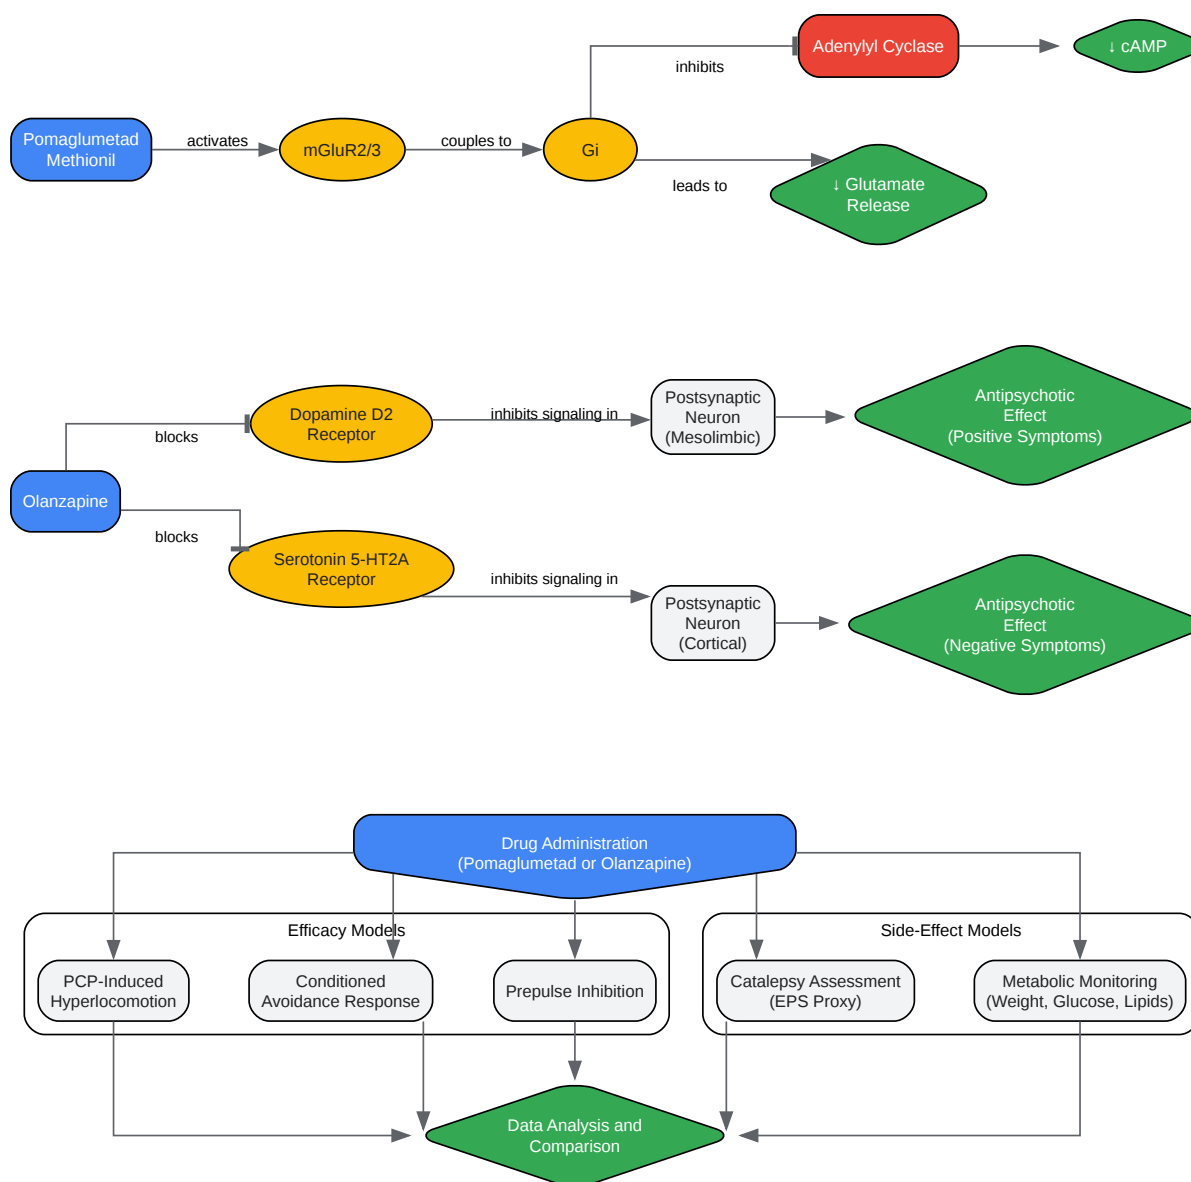 Adenylyl Cyclase
↓ cAMP
inhibits
Pomaglumetad
Methionil
activates
mGluR2/3
couples to
Gi
leads to
↓ Glutamate
Release
Olanzapine
blocks
Dopamine D2
Receptor
inhibits signaling in
Postsynaptic
Neuron
(Mesolimbic)
Antipsychotic
Effect
(Positive Symptoms)
blocks
Serotonin 5-HT2A
Receptor
inhibits signaling in
Postsynaptic
Neuron
(Cortical)
Antipsychotic
Effect
(Negative Symptoms)
Drug Administration
(Pomaglumetad or Olanzapine)
Efficacy Models
Side-Effect Models
PCP-Induced
Hyperlocomotion
Conditioned
Avoidance Response
Prepulse Inhibition
Catalepsy Assessment
(EPS Proxy)
Metabolic Monitoring
(Weight, Glucose, Lipids)
Data Analysis and
Comparison